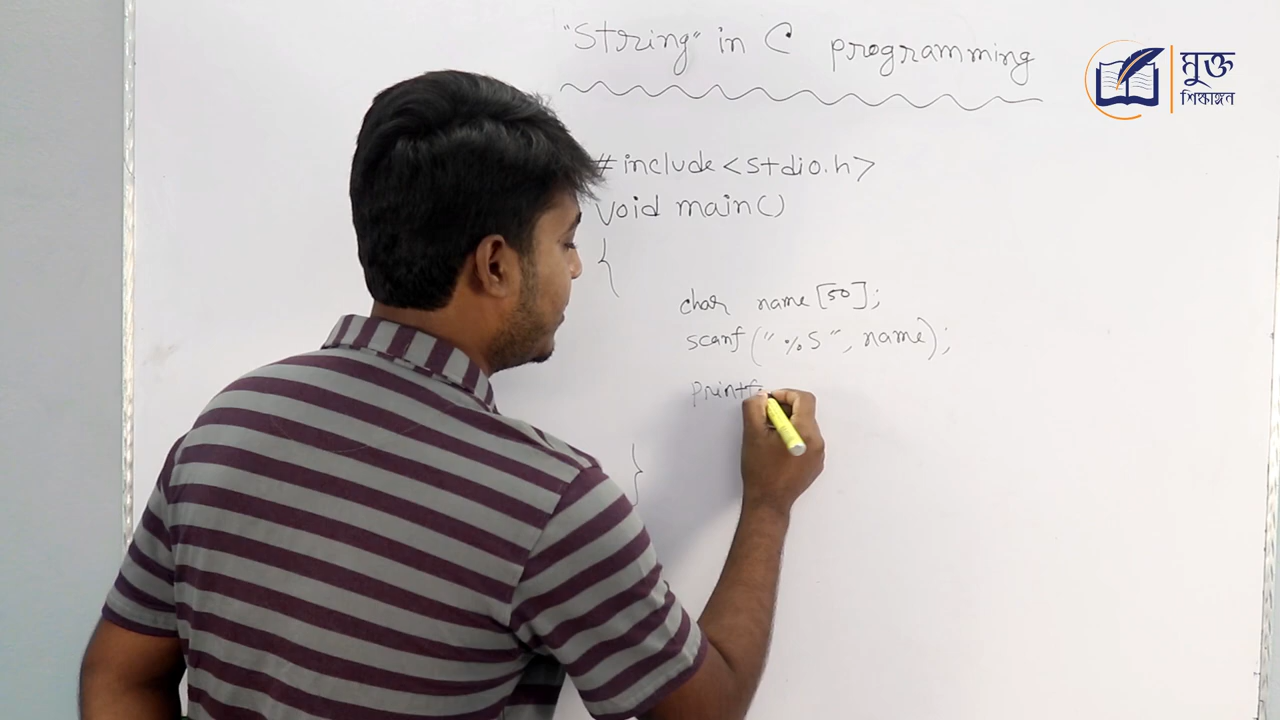 "String" in C programming
মুক্ত
শিক্ষাঙ্গন
#include<stdio.h>
void main()
{
char name[50];
scanf("%s", name);
printf
}